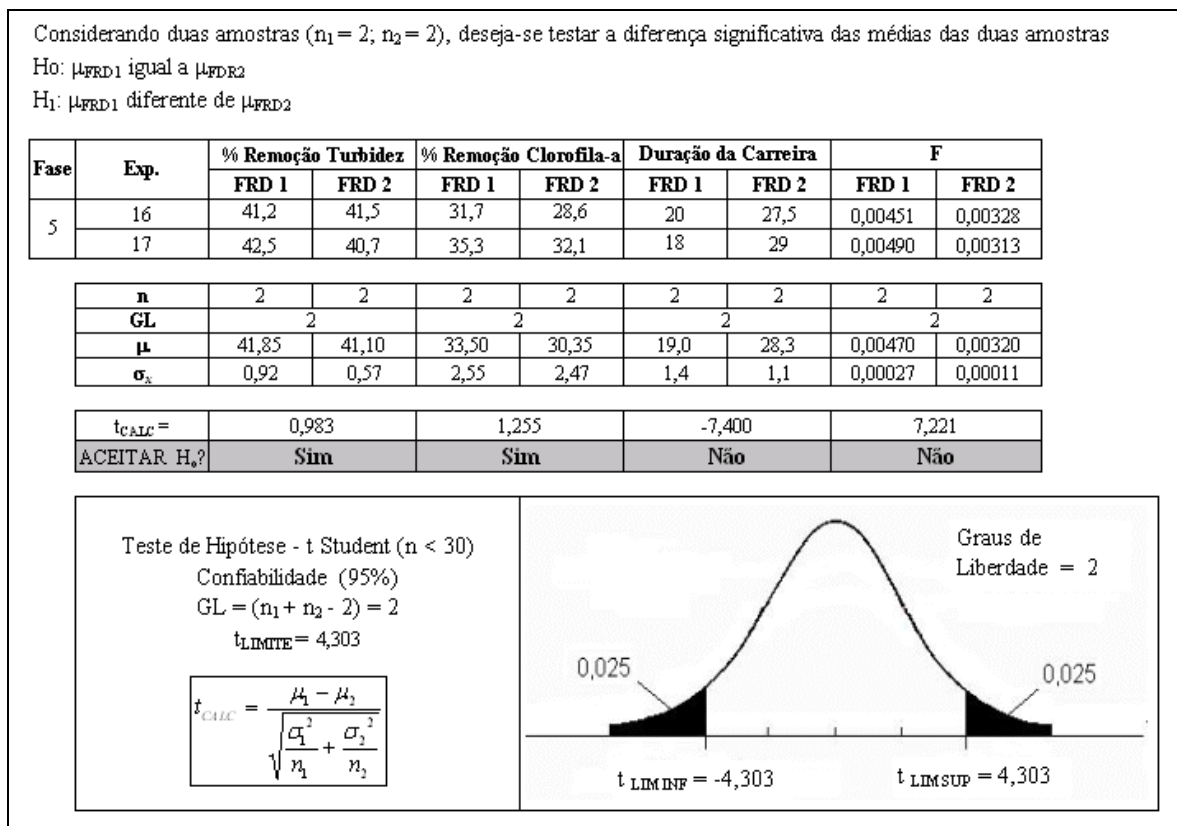 Considerando duas amostras (n₁ = 2; n₂ = 2), deseja-se testar a diferença significativa das médias das duas amostras
Ho: μFRD1 igual a μFDR2
H₁: μFRD1 diferente de μFRD2
Fase Exp. % Remoção Turbidez % Remoção Clorofila-a Duração da Carreira F
FRD 1 FRD 2 FRD 1 FRD 2 FRD 1 FRD 2 FRD 1 FRD 2
5 16 41,2 41,5 31,7 28,6 20 27,5 0,00451 0,00328
17 42,5 40,7 35,3 32,1 18 29 0,00490 0,00313
n 2 2 2 2 2 2 2 2
GL 2 2 2 2
μ 41,85 41,10 33,50 30,35 19,0 28,3 0,00470 0,00320
σx 0,92 0,57 2,55 2,47 1,4 1,1 0,00027 0,00011
tCALC = 0,983 1,255 -7,400 7,221
ACEITAR Hₒ? Sim Sim Não Não
Teste de Hipótese - t Student (n < 30)
Confiabilidade (95%)
GL = (n₁ + n₂ - 2) = 2
tLIMITE = 4,303
tCALC = (μ₁ − μ₂) / √(σ₁²/n₁ + σ₂²/n₂)
Graus de
Liberdade = 2
0,025 0,025
t LIM INF = -4,303 t LIM SUP = 4,303